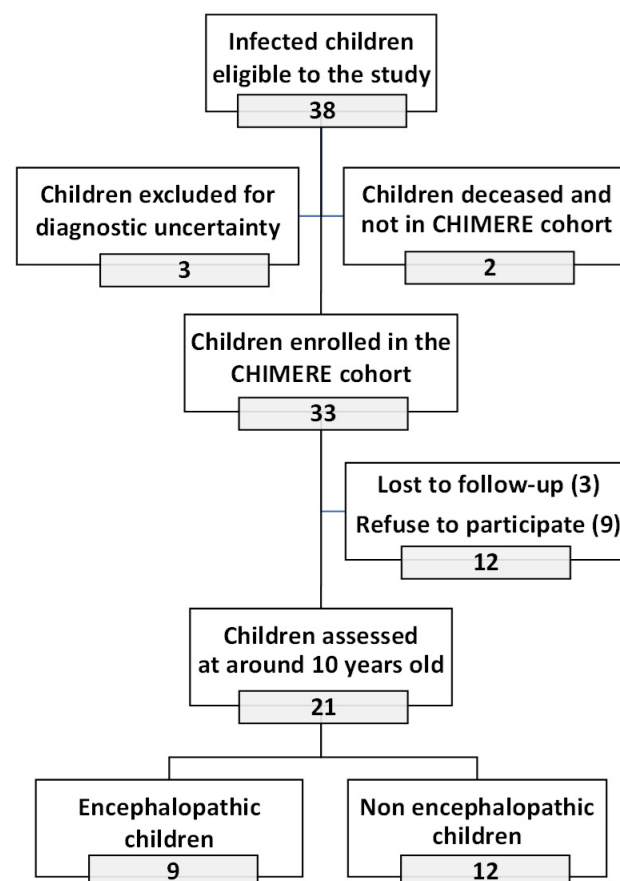 Infected children
eligible to the study
38
Children excluded for
diagnostic uncertainty
3
Children deceased and
not in CHIMERE cohort
2
Children enrolled in the
CHIMERE cohort
33
Lost to follow-up (3)
Refuse to participate (9)
12
Children assessed
at around 10 years old
21
Encephalopathic
children
9
Non encephalopathic
children
12